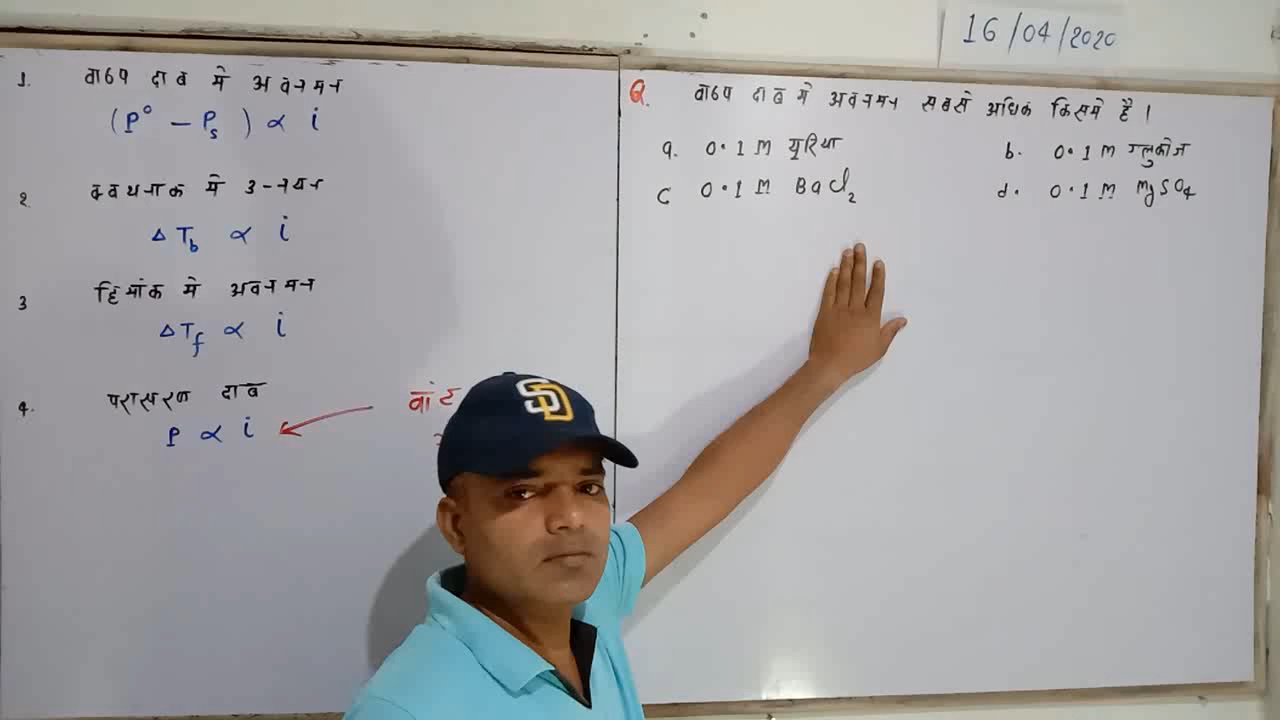 16/04/2020
1. वाष्प दाब मे अवनमन
(P° – Ps) ∝ i
2. क्वथनांक मे उन्नयन
ΔTb ∝ i
3 हिमांक मे अवनमन
ΔTf ∝ i
4. परासरण दाब
P ∝ i
Q. वाष्प दाब मे अवनमन सबसे अधिक किसमे है।
a. 0.1 M यूरिया b. 0.1 M ग्लुकोज
c 0.1 M BaCl2 d. 0.1 M MgSO4
SD